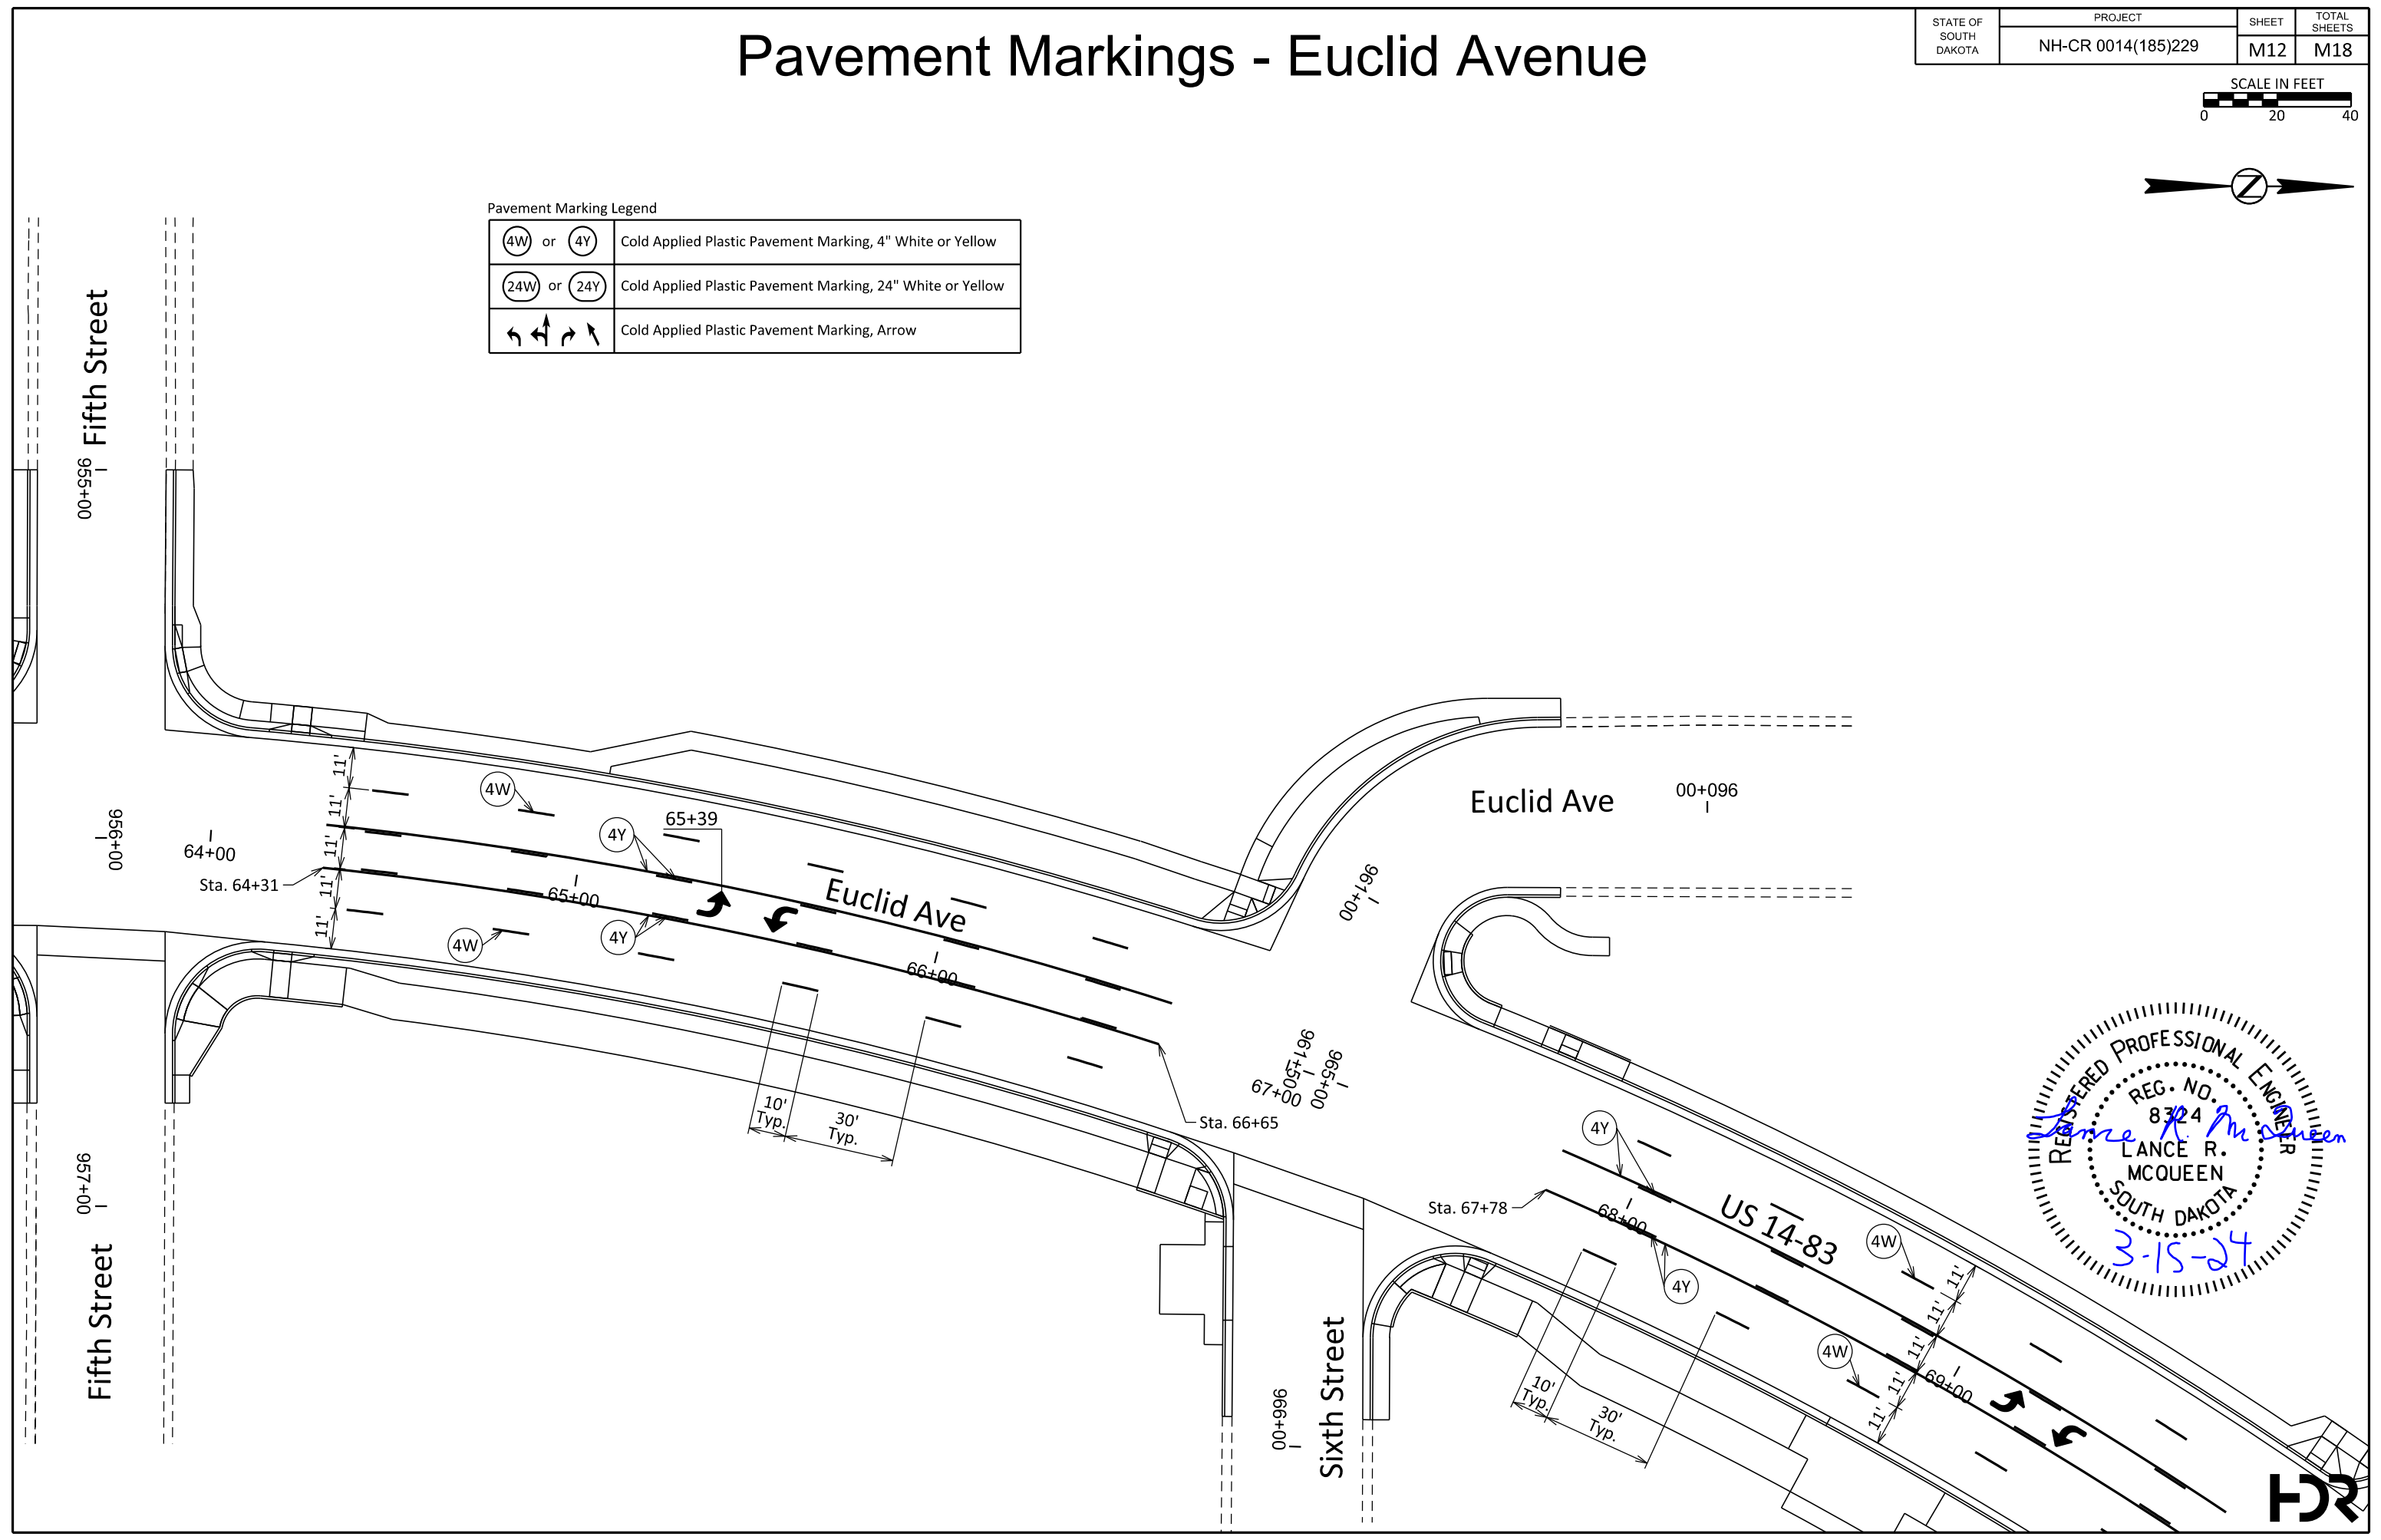 Pavement Markings - Euclid Avenue
STATE OF
SOUTH
DAKOTA
PROJECT
NH-CR 0014(185)229
SHEET
M12
TOTAL
SHEETS
M18
SCALE IN FEET
0 20 40
Z
Pavement Marking Legend
4W or 4Y Cold Applied Plastic Pavement Marking, 4" White or Yellow
24W or 24Y Cold Applied Plastic Pavement Marking, 24" White or Yellow
Cold Applied Plastic Pavement Marking, Arrow
Fifth Street
955+00
956+00
957+00
Fifth Street
64+00
Sta. 64+31
11'
11'
11'
11'
11'
4W
4Y
65+39
65+00
4W
4Y
Euclid Ave
66+00
10'
Typ.
30'
Typ.
Sta. 66+65
Euclid Ave
00+096
961+00
961+51
67+00
965+00
966+00
Sixth Street
4Y
Sta. 67+78
68+00
US 14-83
4W
4Y
4W
11'
11'
11'
11'
11'
69+00
10'
Typ.
30'
Typ.
REGISTERED PROFESSIONAL ENGINEER
REG. NO.
8324
LANCE R.
MCQUEEN
SOUTH DAKOTA
Lance R. McQueen
3-15-24
HDR